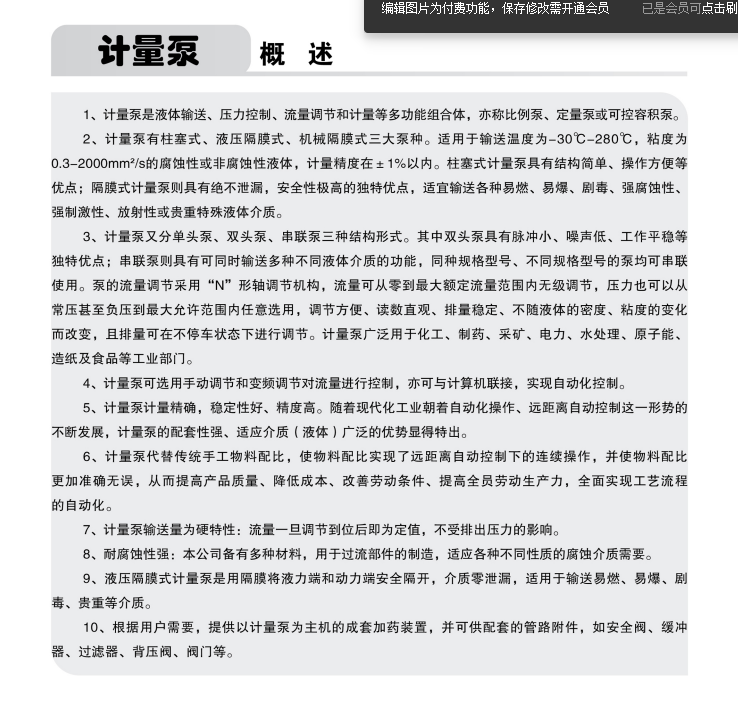 编辑图片为付费功能，保存修改需开通会员 已是会员可点击刷
计量泵 概 述
1、计量泵是液体输送、压力控制、流量调节和计量等多功能组合体，亦称比例泵、定量泵或可控容积泵。
2、计量泵有柱塞式、液压隔膜式、机械隔膜式三大泵种。适用于输送温度为-30℃-280℃，粘度为
0.3-2000mm²/s的腐蚀性或非腐蚀性液体，计量精度在±1%以内。柱塞式计量泵具有结构简单、操作方便等
优点；隔膜式计量泵则具有绝不泄漏，安全性极高的独特优点，适宜输送各种易燃、易爆、剧毒、强腐蚀性、
强制激性、放射性或贵重特殊液体介质。
3、计量泵又分单头泵、双头泵、串联泵三种结构形式。其中双头泵具有脉冲小、噪声低、工作平稳等
独特优点；串联泵则具有可同时输送多种不同液体介质的功能，同种规格型号、不同规格型号的泵均可串联
使用。泵的流量调节采用“N”形轴调节机构，流量可从零到最大额定流量范围内无级调节，压力也可以从
常压甚至负压到最大允许范围内任意选用，调节方便、读数直观、排量稳定、不随液体的密度、粘度的变化
而改变，且排量可在不停车状态下进行调节。计量泵广泛用于化工、制药、采矿、电力、水处理、原子能、
造纸及食品等工业部门。
4、计量泵可选用手动调节和变频调节对流量进行控制，亦可与计算机联接，实现自动化控制。
5、计量泵计量精确，稳定性好、精度高。随着现代化工业朝着自动化操作、远距离自动控制这一形势的
不断发展，计量泵的配套性强、适应介质（液体）广泛的优势显得特出。
6、计量泵代替传统手工物料配比，使物料配比实现了远距离自动控制下的连续操作，并使物料配比
更加准确无误，从而提高产品质量、降低成本、改善劳动条件、提高全员劳动生产力，全面实现工艺流程
的自动化。
7、计量泵输送量为硬特性：流量一旦调节到位后即为定值，不受排出压力的影响。
8、耐腐蚀性强：本公司备有多种材料，用于过流部件的制造，适应各种不同性质的腐蚀介质需要。
9、液压隔膜式计量泵是用隔膜将液力端和动力端安全隔开，介质零泄漏，适用于输送易燃、易爆、剧
毒、贵重等介质。
10、根据用户需要，提供以计量泵为主机的成套加药装置，并可供配套的管路附件，如安全阀、缓冲
器、过滤器、背压阀、阀门等。